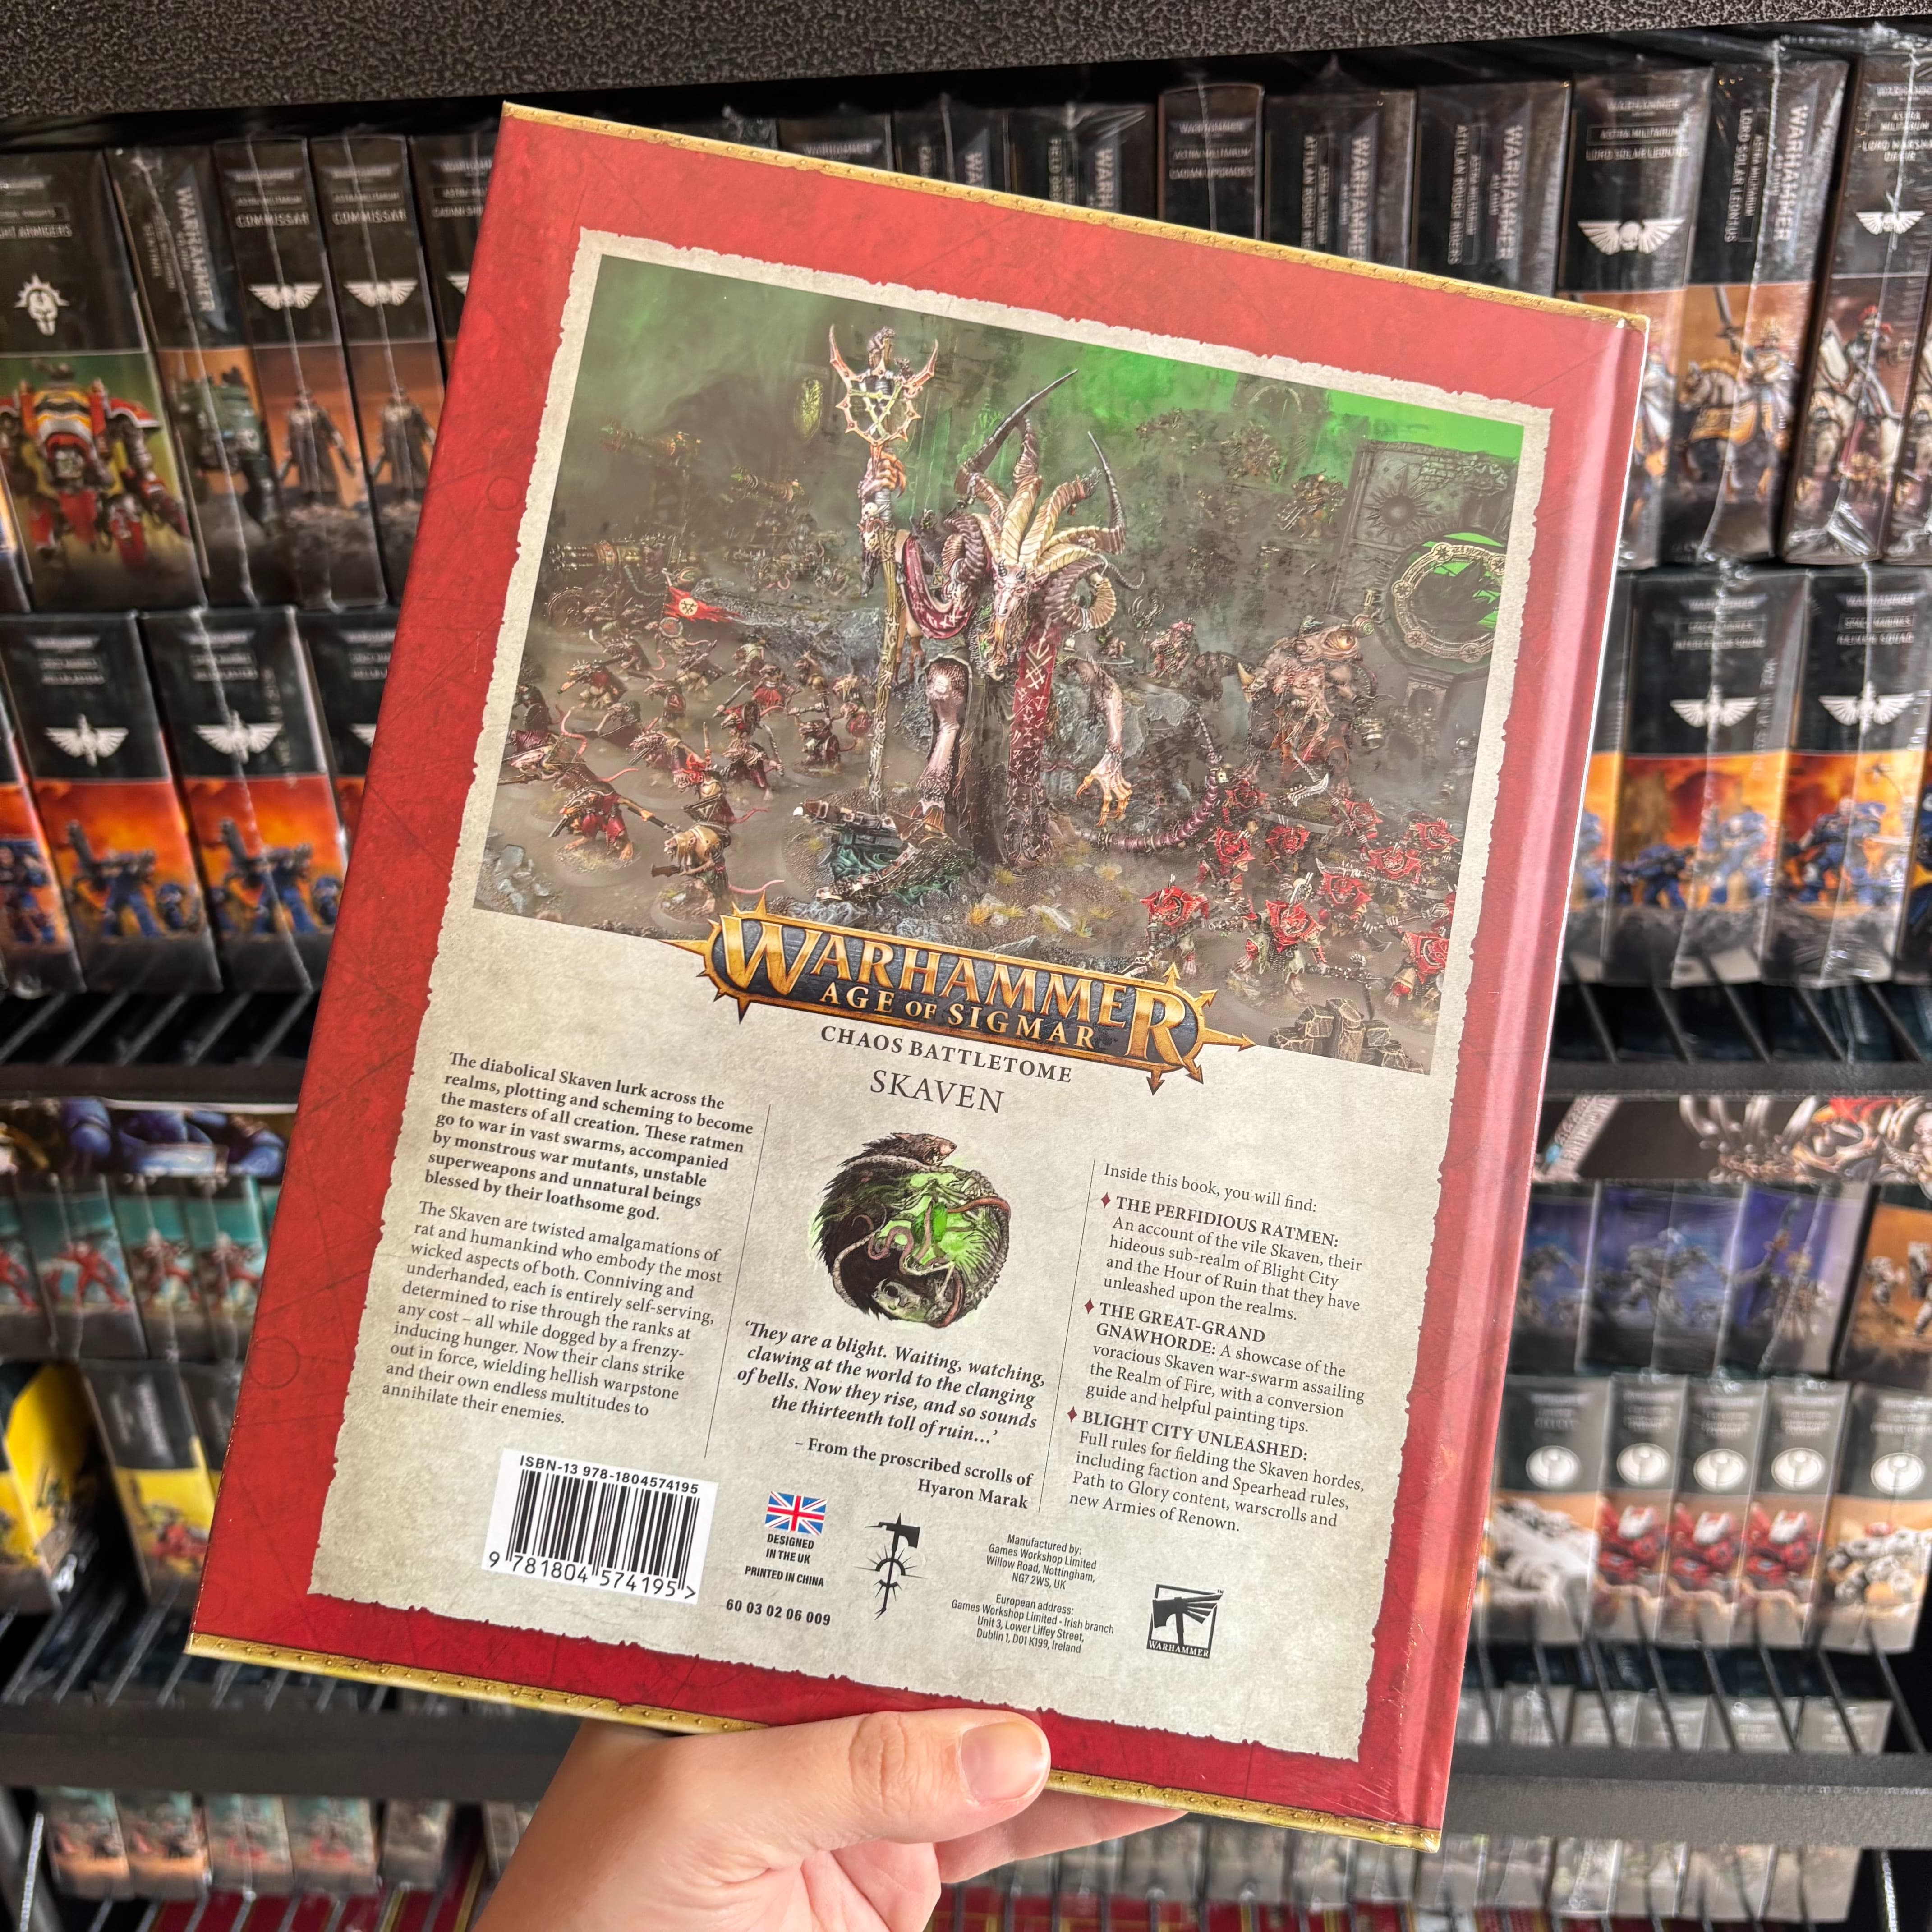 WARHAMMER
AGE OF SIGMAR
CHAOS BATTLETOME
SKAVEN
The diabolical Skaven lurk across the
realms, plotting and scheming to become
the masters of all creation. These ratmen
go to war in vast swarms, accompanied
by monstrous war mutants, unstable
superweapons and unnatural beings
blessed by their loathsome god.
The Skaven are twisted amalgamations of
rat and humankind who embody the most
wicked aspects of both. Conniving and
underhanded, each is entirely self-serving,
determined to rise through the ranks at
any cost – all while dogged by a frenzy-
inducing hunger. Now their clans strike
out in force, wielding hellish warpstone
and their own endless multitudes to
annihilate their enemies.
'They are a blight. Waiting, watching,
clawing at the world to the clanging
of bells. Now they rise, and so sounds
the thirteenth toll of ruin…'
– From the proscribed scrolls of
Hyaron Marak
Inside this book, you will find:
THE PERFIDIOUS RATMEN:
An account of the vile Skaven, their
hideous sub-realm of Blight City
and the Hour of Ruin that they have
unleashed upon the realms.
THE GREAT-GRAND
GNAWHORDE: A showcase of the
voracious Skaven war-swarm assailing
the Realm of Fire, with a conversion
guide and helpful painting tips.
BLIGHT CITY UNLEASHED:
Full rules for fielding the Skaven hordes,
including faction and Spearhead rules,
Path to Glory content, warscrolls and
new Armies of Renown.
ISBN-13 978-1804574195
9 781804 574195 >
DESIGNED
IN THE UK
PRINTED IN CHINA
60 03 02 06 009
Manufactured by:
Games Workshop Limited
Willow Road, Nottingham,
NG7 2WS, UK
European address:
Games Workshop Limited - Irish branch
Unit 3, Lower Liffey Street,
Dublin 1, D01 K199, Ireland
WARHAMMER
WARHAMMER
COMMISSAR
COMMISSAR
WARHAMMER
WARHAMMER
WARHAMMER
ASTRA MILITARUM
LORD SOLAR LEONTUS
WARHAMMER